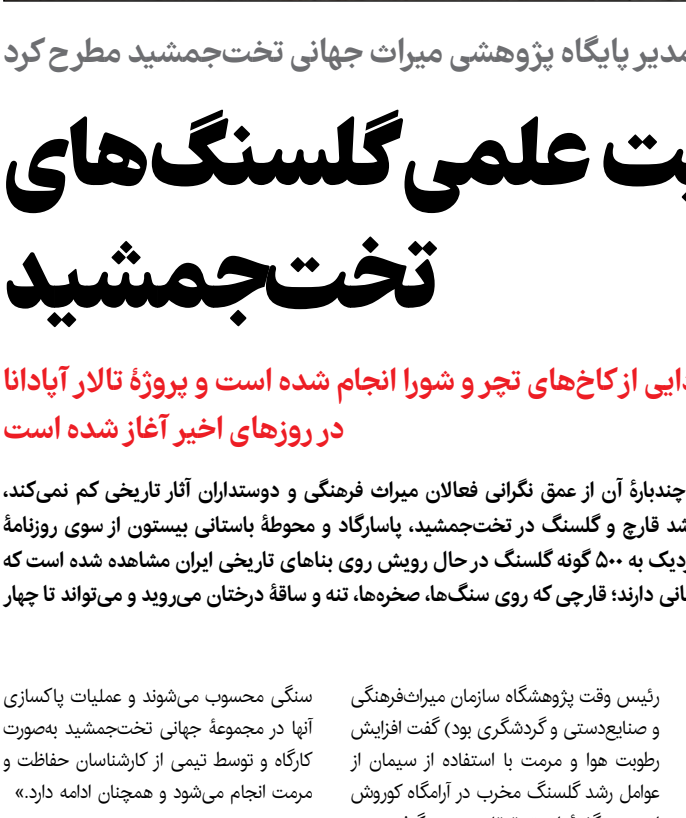 مدیر پایگاه پژوهشی میراث جهانی تخت‌جمشید مطرح کرد
علمی گلسنگ‌های
تخت‌جمشید
از کاخ‌های تچر و شورا انجام شده است و پروژهٔ تالار آپادانا
در روزهای اخیر آغاز شده است
چندبارهٔ آن از عمق نگرانی فعالان میراث فرهنگی و دوستداران آثار تاریخی کم نمی‌کند،
قارچ و گلسنگ در تخت‌جمشید، پاسارگاد و محوطهٔ باستانی بیستون از سوی روزنامهٔ
به ۵۰۰ گونه گلسنگ در حال رویش روی بناهای تاریخی ایران مشاهده شده است که
دارند؛ قارچی که روی سنگ‌ها، صخره‌ها، تنه و ساقهٔ درختان می‌روید و می‌تواند تا چهار
رئیس وقت پژوهشگاه سازمان میراث‌فرهنگی
و صنایع‌دستی و گردشگری بود) گفت افزایش
رطوبت هوا و مرمت با استفاده از سیمان از
عوامل رشد گلسنگ مخرب در آرامگاه کوروش
سنگی محسوب می‌شوند و عملیات پاکسازی
آنها در مجموعهٔ جهانی تخت‌جمشید به‌صورت
کارگاه و توسط تیمی از کارشناسان حفاظت و
مرمت انجام می‌شود و همچنان ادامه دارد.»